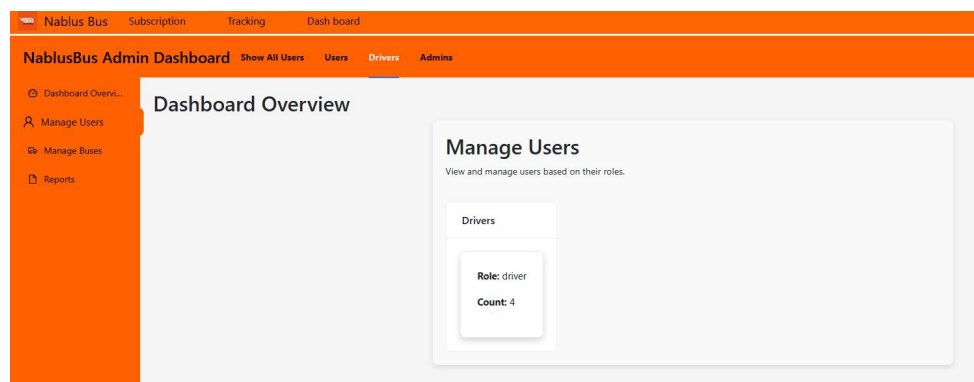 Nablus Bus Subscription Tracking Dash board
NablusBus Admin Dashboard Show All Users Users Drivers Admins
Dashboard Overvi...
Manage Users
Manage Buses
Reports
Dashboard Overview
Manage Users
View and manage users based on their roles.
Drivers
Role: driver
Count: 4